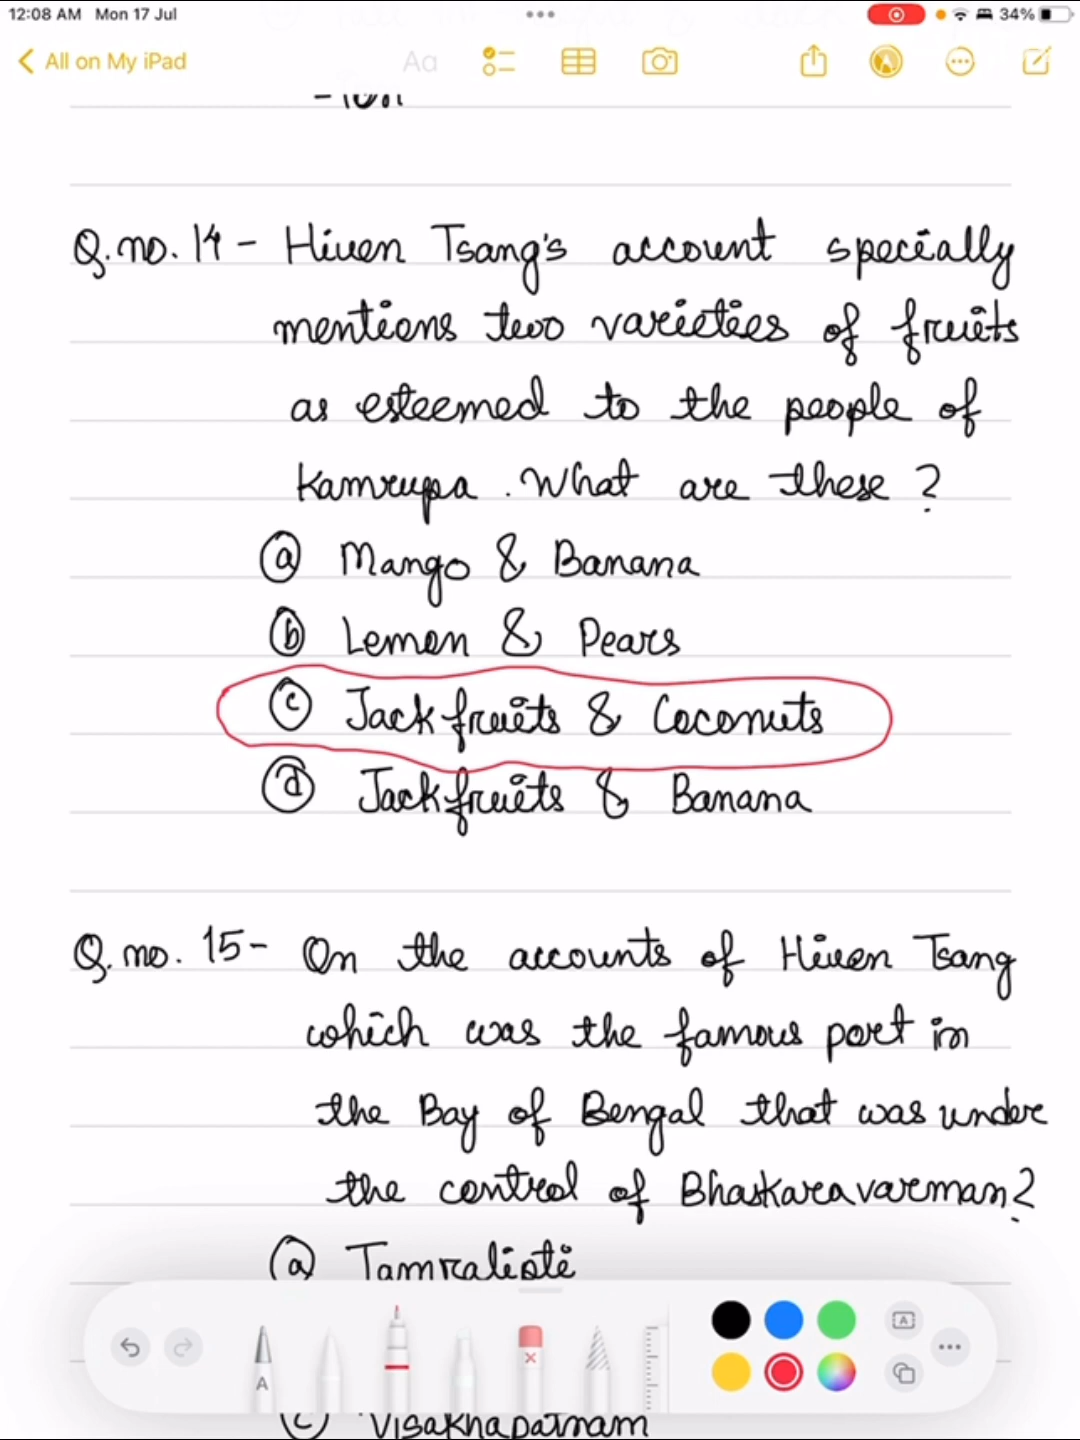 12:08 AM Mon 17 Jul
34%
All on My iPad
Aa
Q.no. 14 - Hiuen Tsang's account specially
mentions two varieties of fruits
as esteemed to the people of
Kamrupa. What are these?
(a) Mango & Banana
(b) Lemon & Pears
(c) Jackfruits & Coconuts
(d) Jackfruits & Banana
Q.no. 15- On the accounts of Hiuen Tsang
which was the famous port in
the Bay of Bengal that was under
the control of Bhaskaravarman?
(a) Tamralipti
A
A
(c) Visakhapatnam